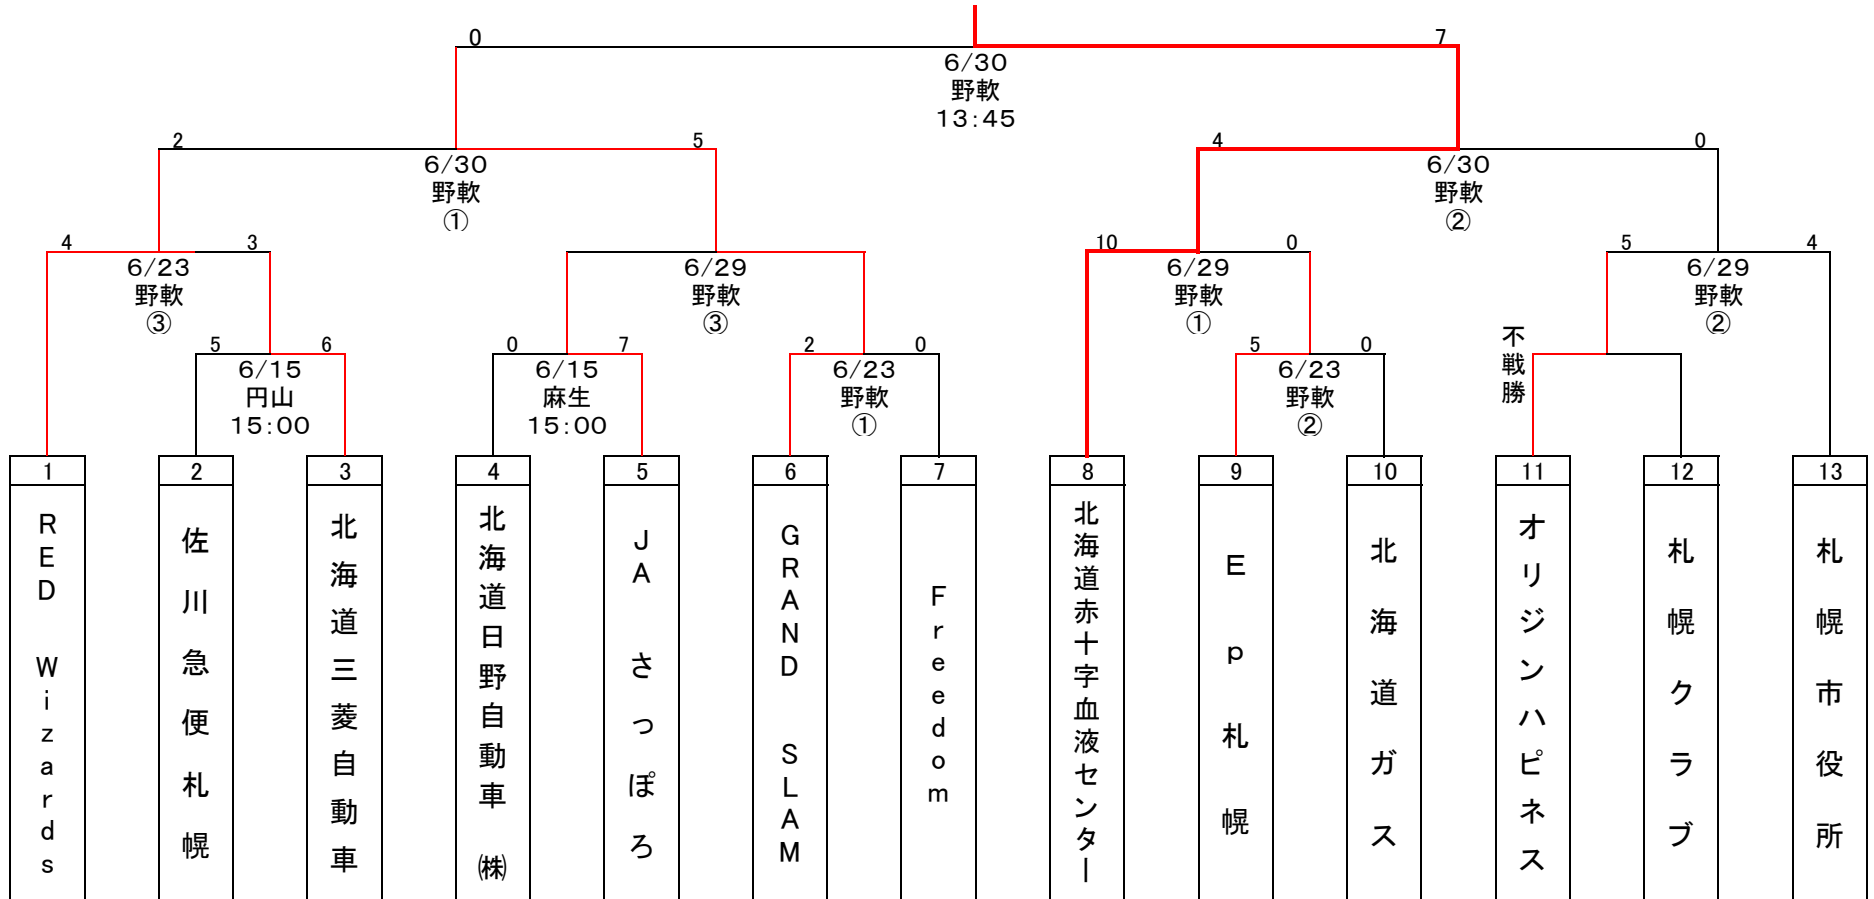 0 7
6/30
野軟
13:45
2 5 4 0
6/30 6/30
野軟 野軟
① ②
4 3 10 0 5 4
6/23 6/29 6/29 6/29
野軟 野軟 野軟 野軟
③ ③ ① ②
5 6 0 7 2 0 5 0 不戦勝
6/15 6/15 6/23 6/23
円山 麻生 野軟 野軟
15:00 15:00 ① ②
1 2 3 4 5 6 7 8 9 10 11 12 13
RED Wizards
佐川急便札幌
北海道三菱自動車
北海道日野自動車 ㈱
JA さっぽろ
GRAND SLAM
Freedom
北海道赤十字血液センター
Ep札幌
北海道ガス
オリジンハピネス
札幌クラブ
札幌市役所